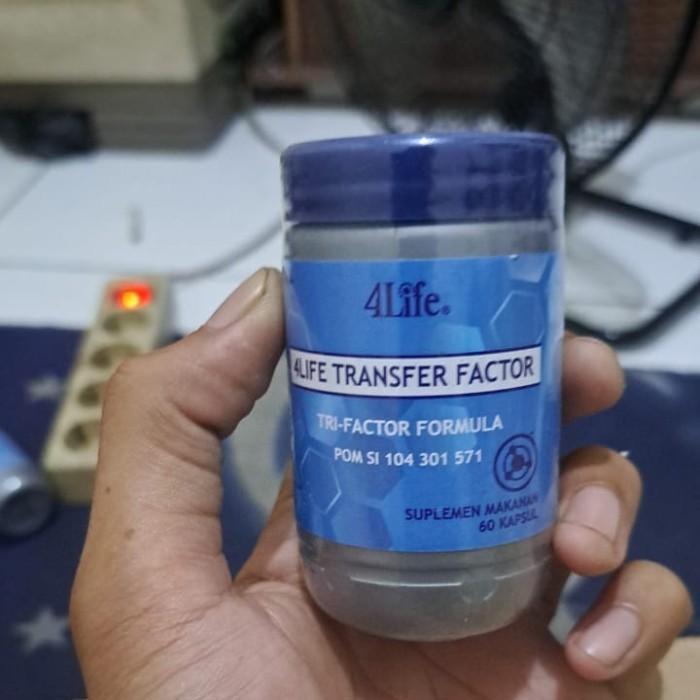 4Life®
4LIFE TRANSFER FACTOR
TRI-FACTOR FORMULA
POM SI 104 301 571
SUPLEMEN MAKANAN
60 KAPSUL